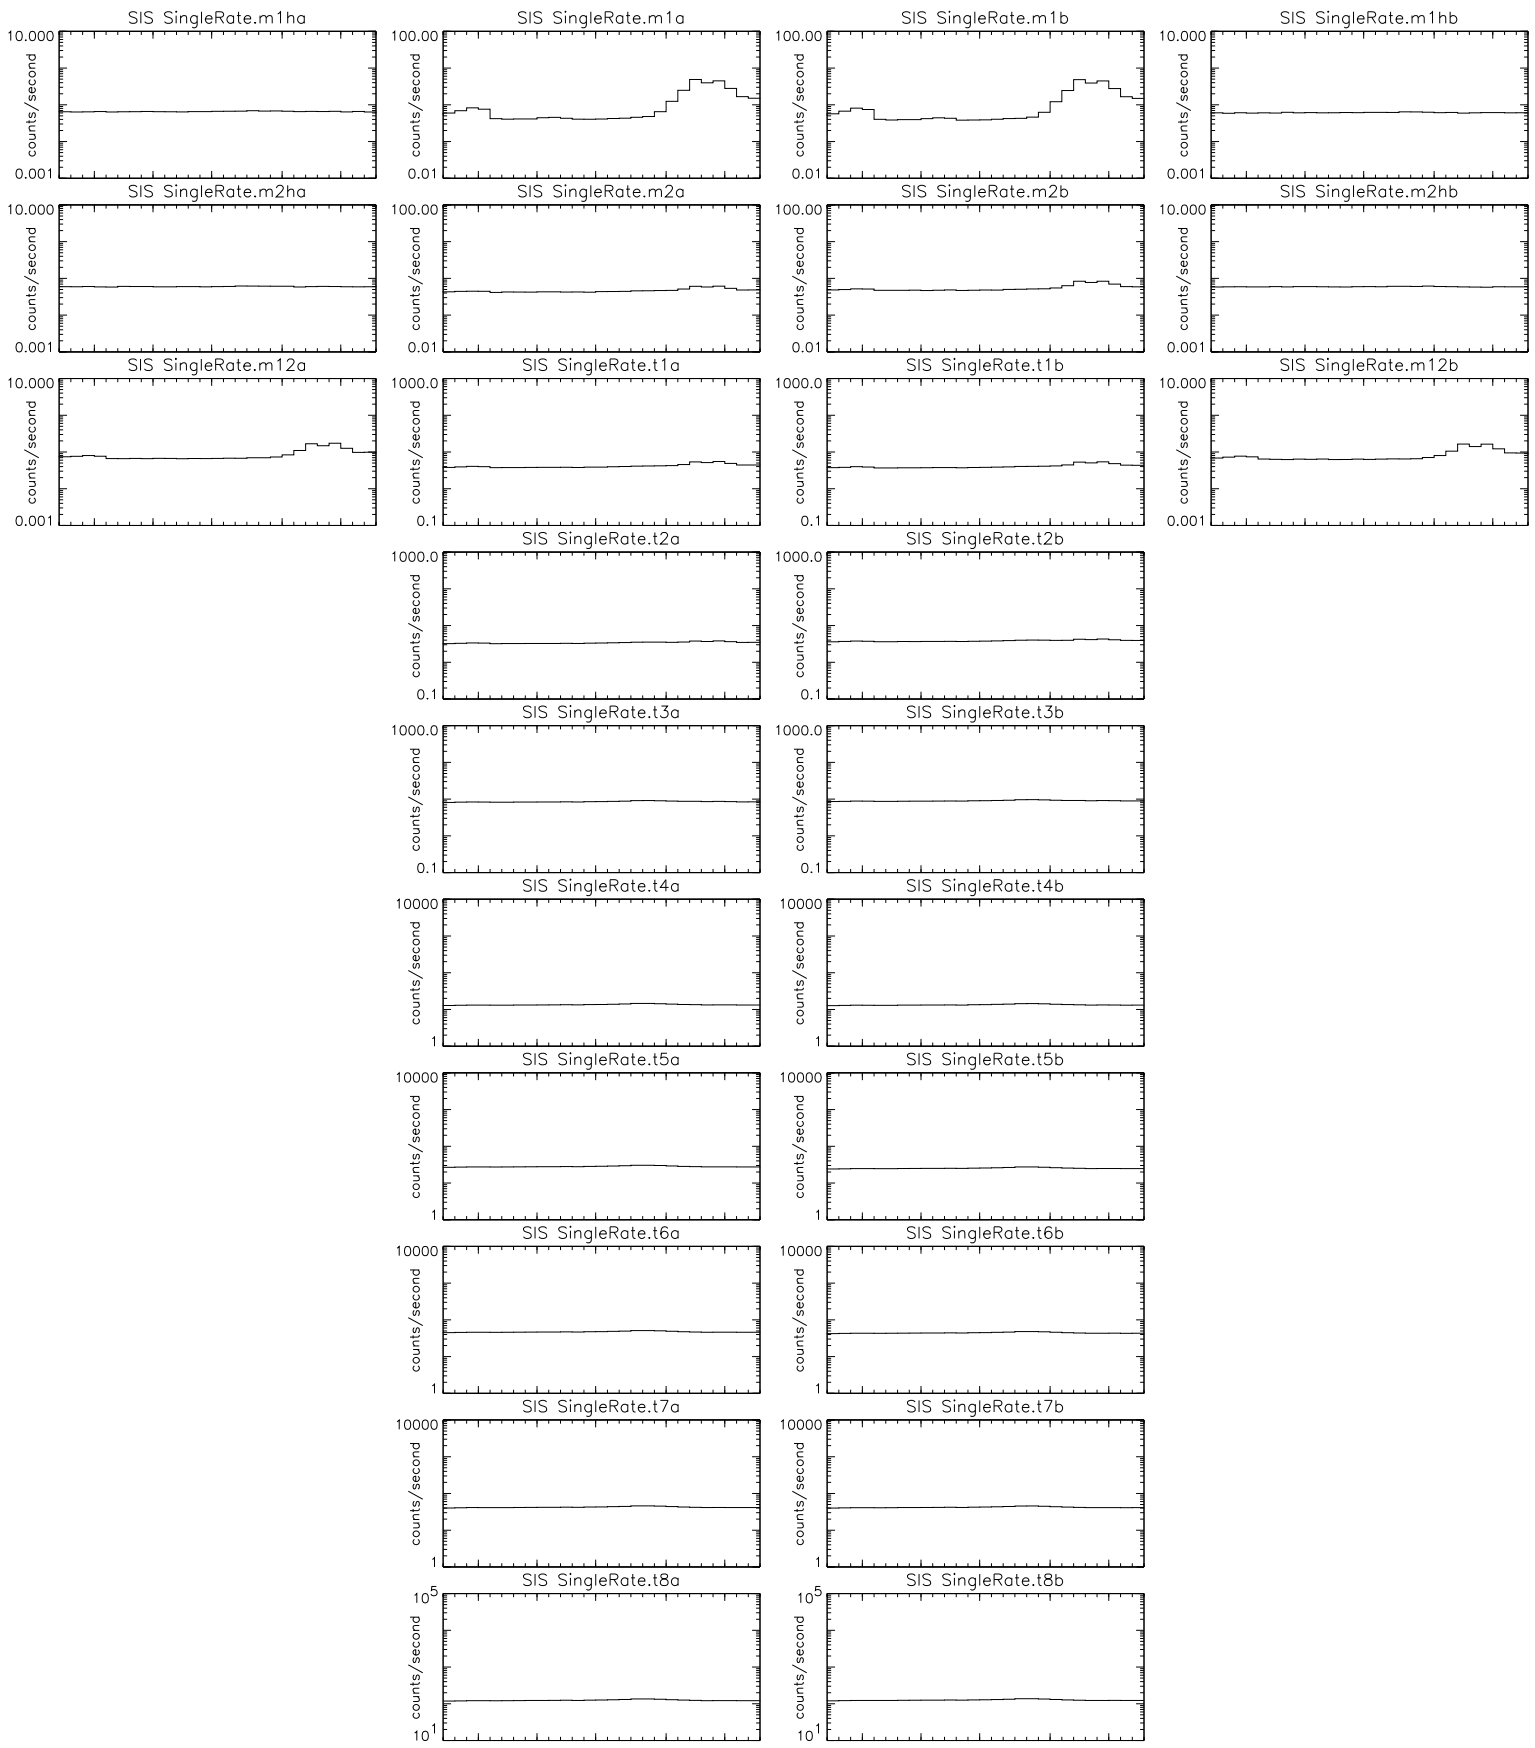 SIS SingleRate.m1ha
10.000
counts/second
0.001
SIS SingleRate.m1a
100.00
counts/second
0.01
SIS SingleRate.m1b
100.00
counts/second
0.01
SIS SingleRate.m1hb
10.000
counts/second
0.001
SIS SingleRate.m2ha
10.000
counts/second
0.001
SIS SingleRate.m2a
100.00
counts/second
0.01
SIS SingleRate.m2b
100.00
counts/second
0.01
SIS SingleRate.m2hb
10.000
counts/second
0.001
SIS SingleRate.m12a
10.000
counts/second
0.001
SIS SingleRate.t1a
1000.0
counts/second
0.1
SIS SingleRate.t1b
1000.0
counts/second
0.1
SIS SingleRate.m12b
10.000
counts/second
0.001
SIS SingleRate.t2a
1000.0
counts/second
0.1
SIS SingleRate.t2b
1000.0
counts/second
0.1
SIS SingleRate.t3a
1000.0
counts/second
0.1
SIS SingleRate.t3b
1000.0
counts/second
0.1
SIS SingleRate.t4a
10000
counts/second
1
SIS SingleRate.t4b
10000
counts/second
1
SIS SingleRate.t5a
10000
counts/second
1
SIS SingleRate.t5b
10000
counts/second
1
SIS SingleRate.t6a
10000
counts/second
1
SIS SingleRate.t6b
10000
counts/second
1
SIS SingleRate.t7a
10000
counts/second
1
SIS SingleRate.t7b
10000
counts/second
1
SIS SingleRate.t8a
10⁵
counts/second
10¹
SIS SingleRate.t8b
10⁵
counts/second
10¹